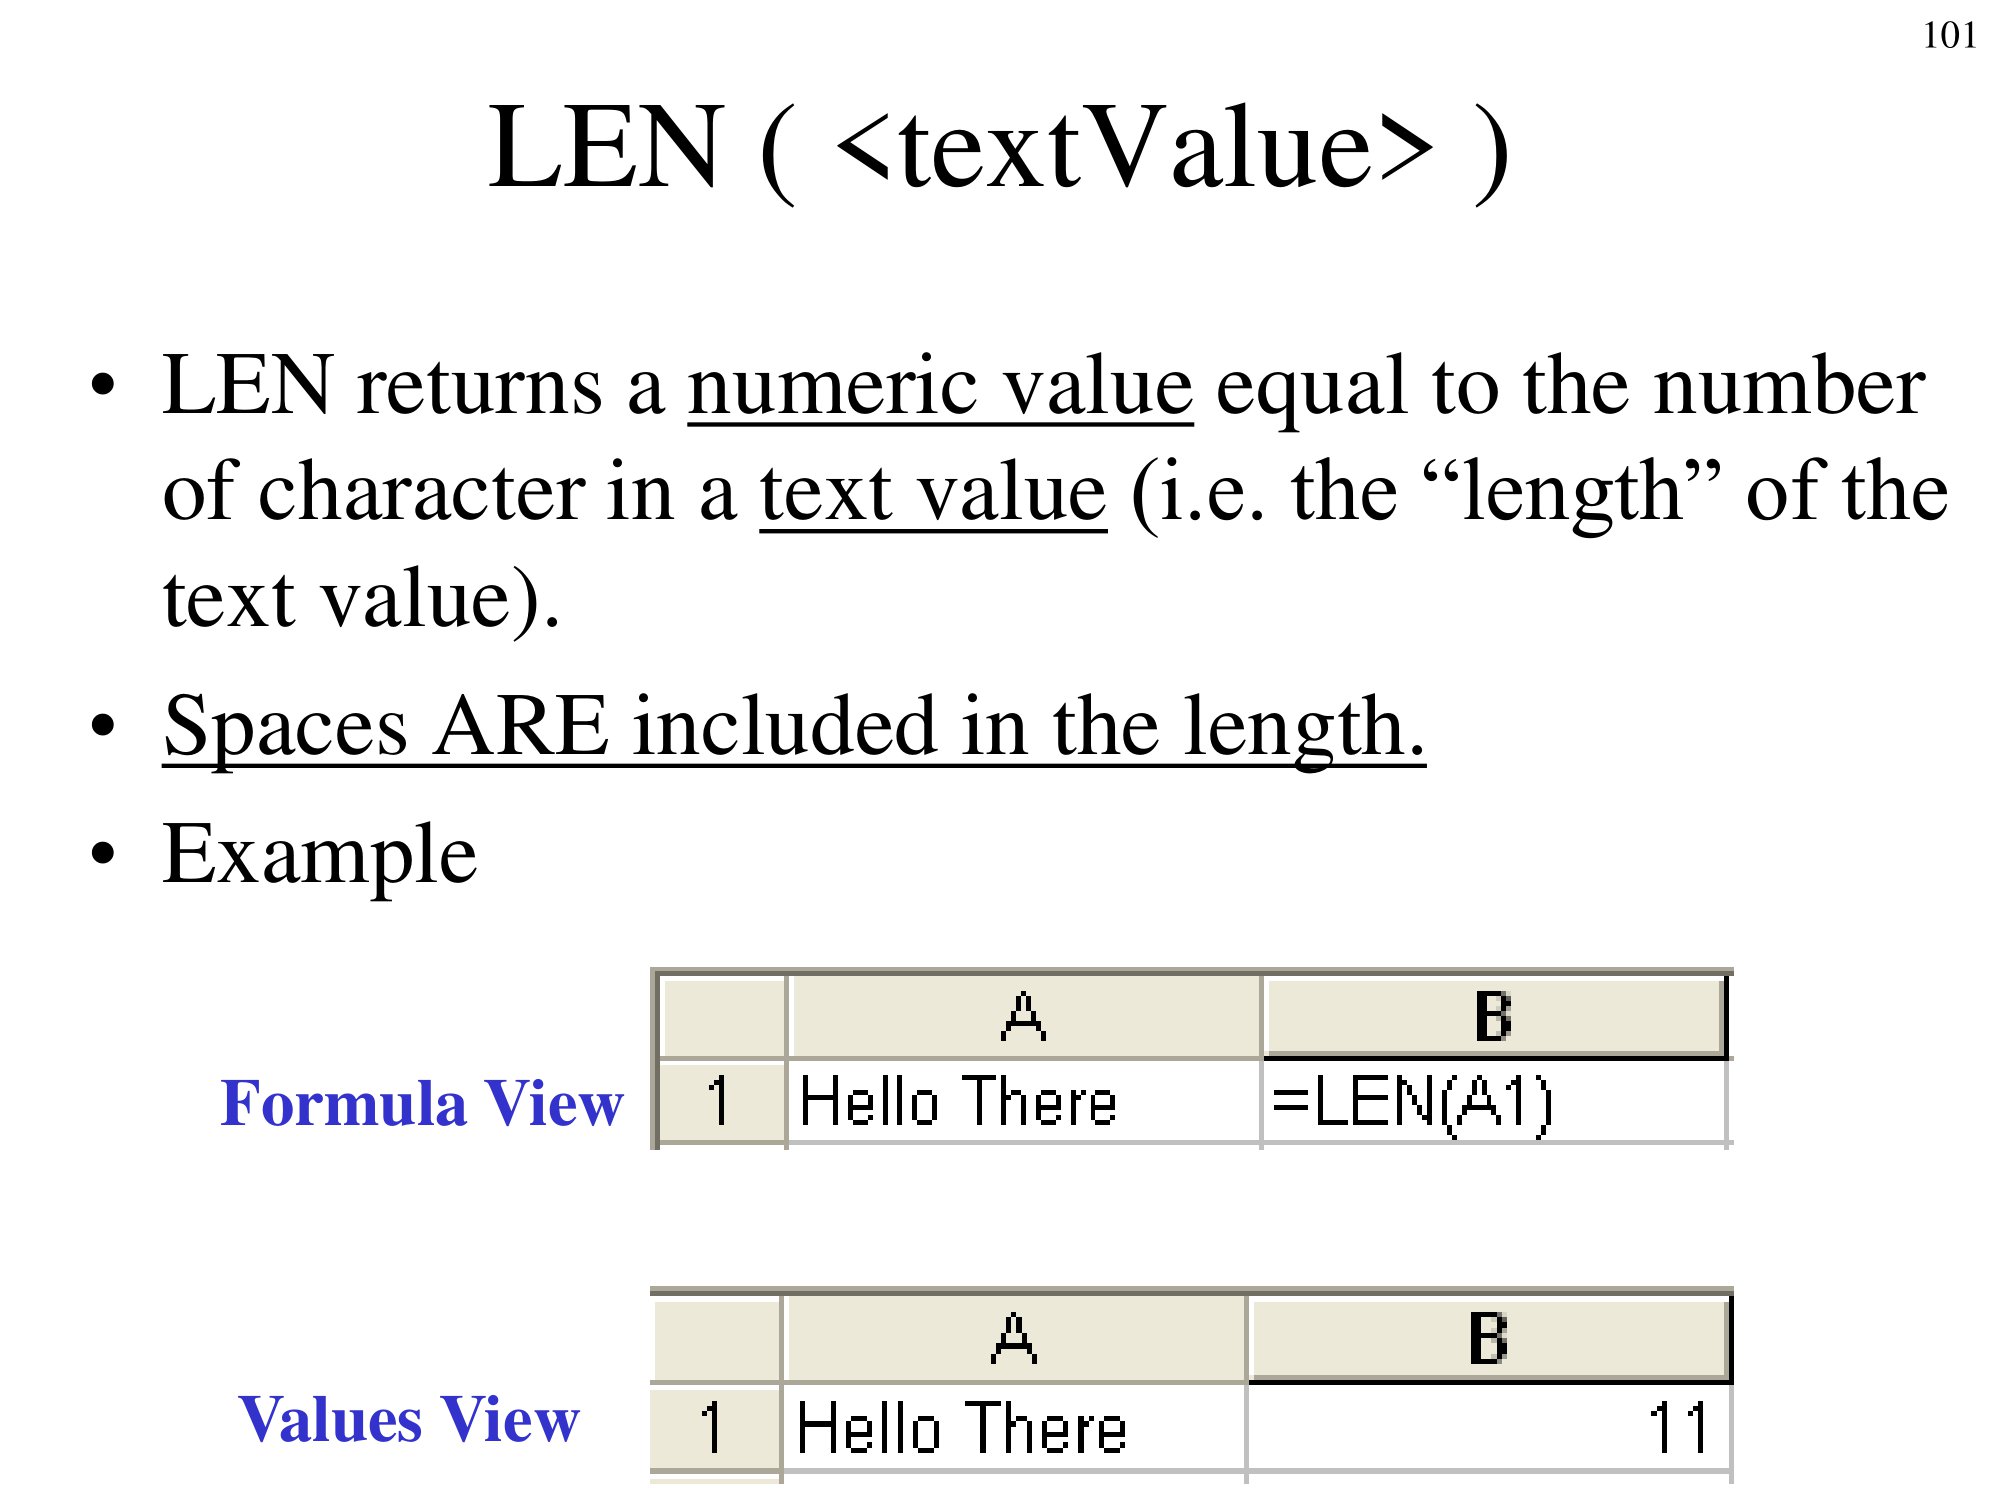 101
LEN ( <textValue> )
• LEN returns a numeric value equal to the number
of character in a text value (i.e. the “length” of the
text value).
• Spaces ARE included in the length.
• Example
A B
Formula View 1 Hello There =LEN(A1)
A B
Values View 1 Hello There 11